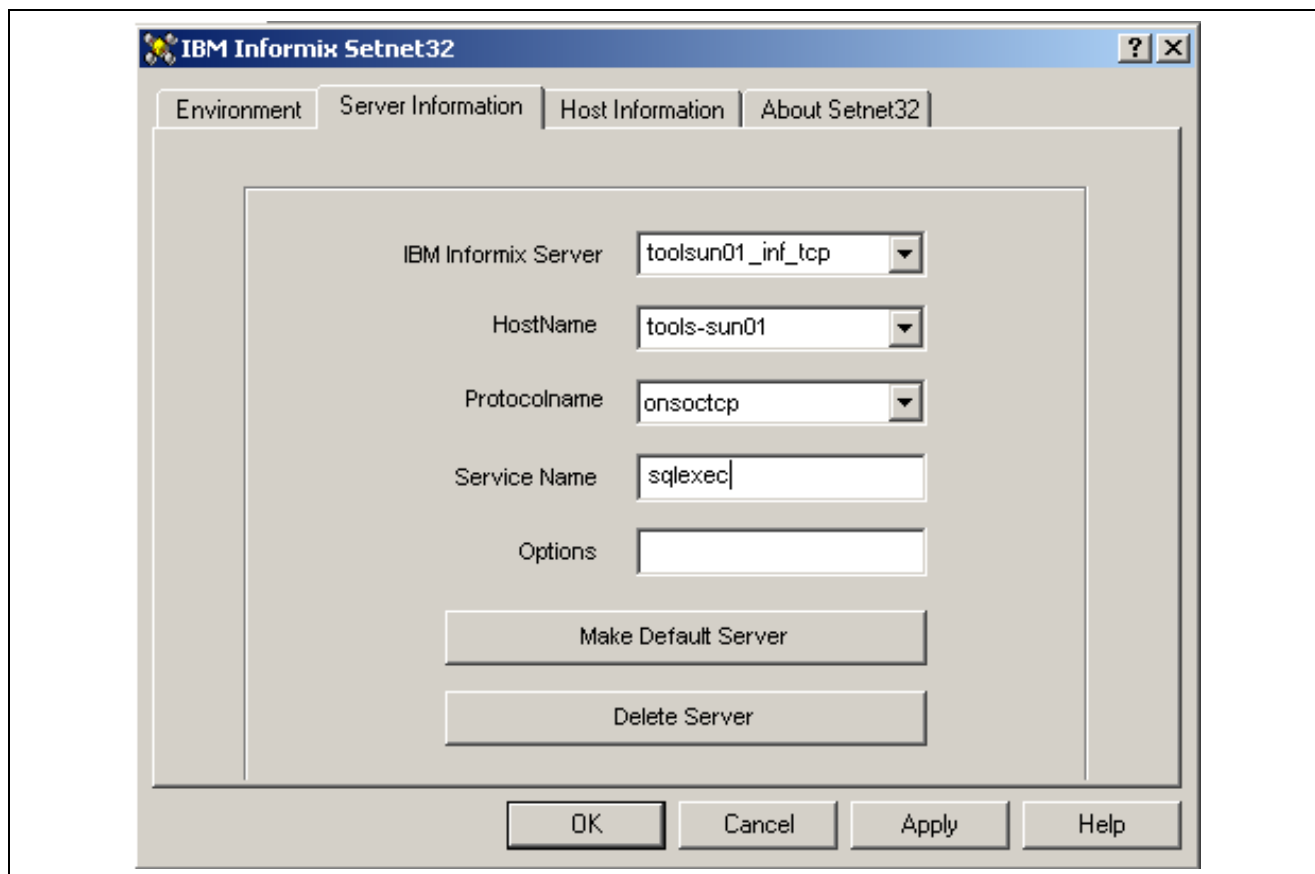 IBM Informix Setnet32
Environment
Server Information
Host Information
About Setnet32
IBM Informix Server
toolsun01_inf_tcp
HostName
tools-sun01
Protocolname
onsoctcp
Service Name
sqlexec
Options
Make Default Server
Delete Server
OK
Cancel
Apply
Help